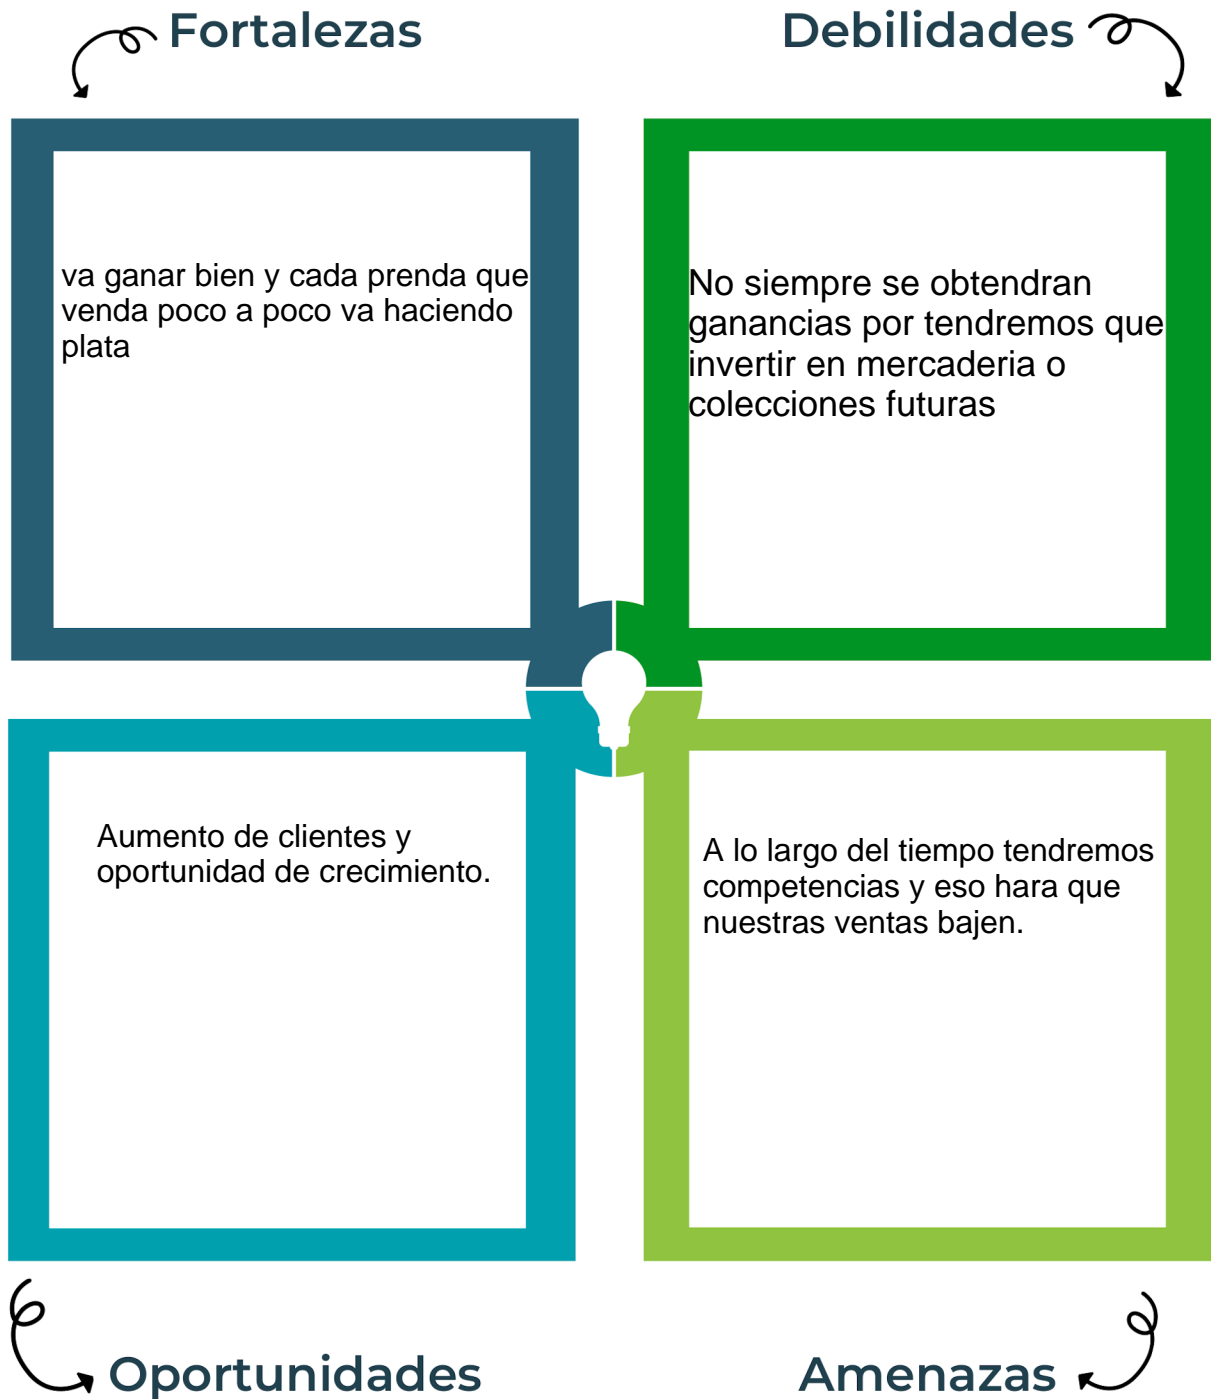 Fortalezas
va ganar bien y cada prenda que
venda poco a poco va haciendo
plata
Debilidades
No siempre se obtendran
ganancias por tendremos que
invertir en mercaderia o
colecciones futuras
Aumento de clientes y
oportunidad de crecimiento.
Oportunidades
A lo largo del tiempo tendremos
competencias y eso hara que
nuestras ventas bajen.
Amenazas